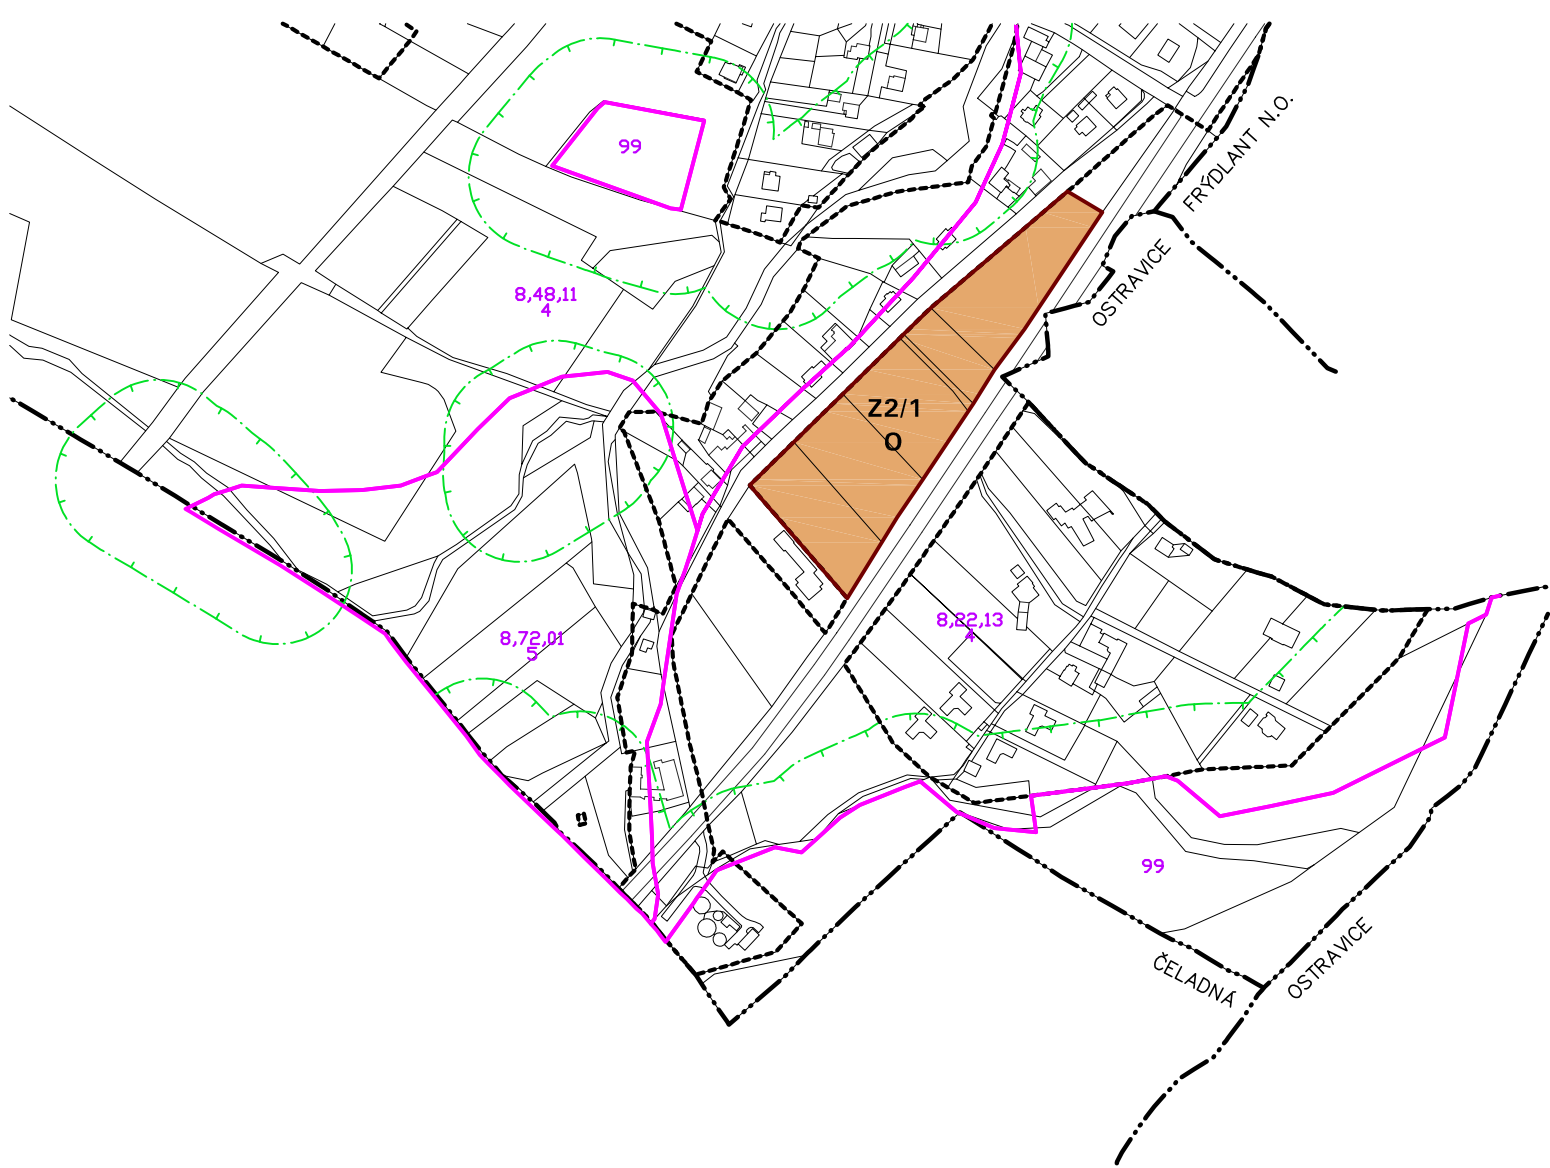 99
FRÝDLANT N.O.
OSTRAVICE
8,48,11
4
Z2/1
O
8,22,13
4
8,72,01
5
99
ČELADNÁ
OSTRAVICE